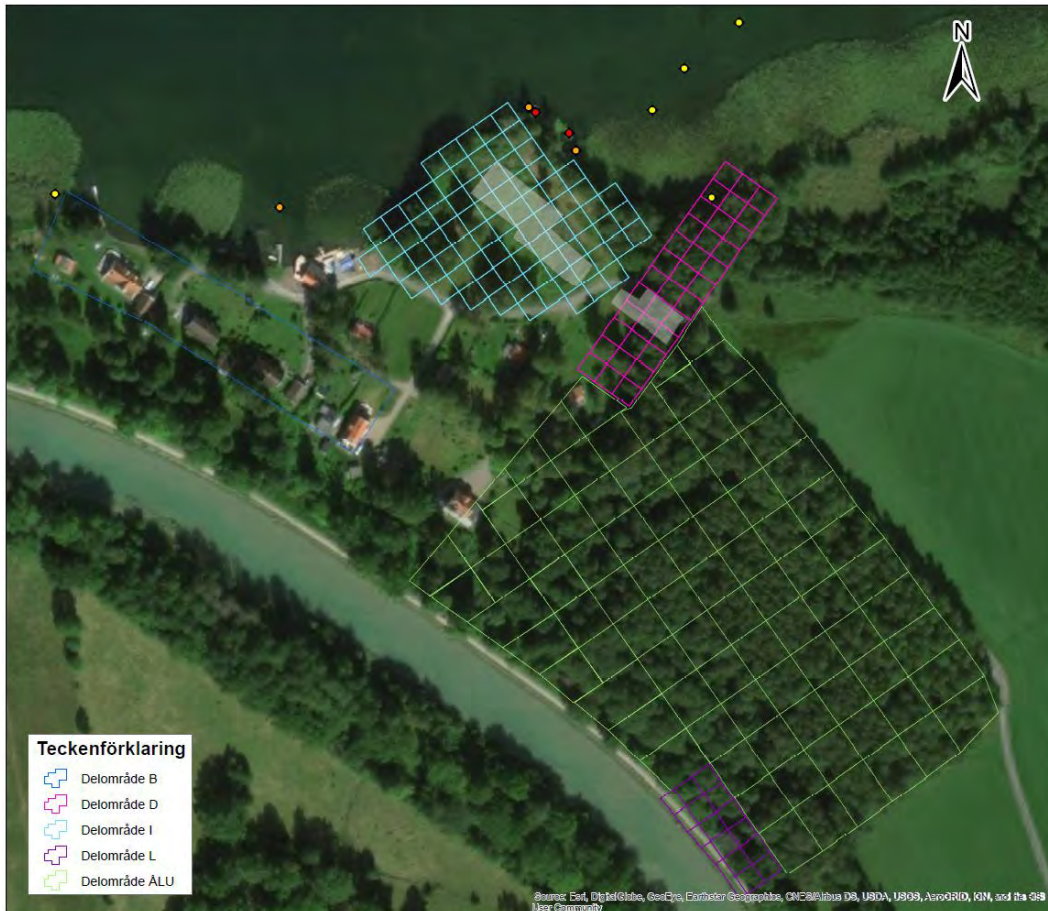 N
Teckenförklaring
Delområde B
Delområde D
Delområde I
Delområde L
Delområde ÄLU
Source: Esri, DigitalGlobe, GeoEye, Earthstar Geographics, CNES/Airbus DS, USDA, USGS, AeroGRID, IGN, and the GIS
User Community